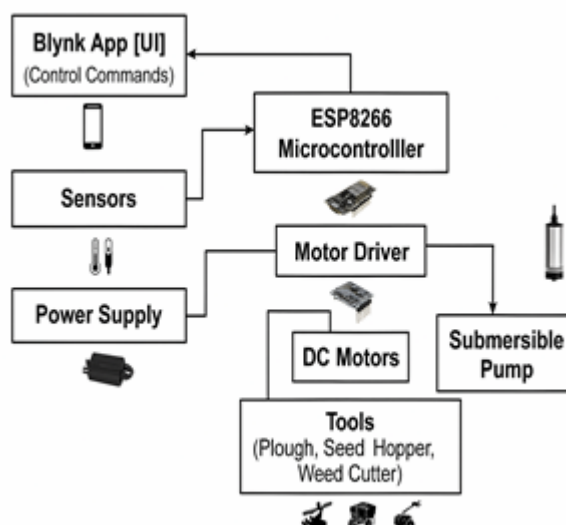 Blynk App [UI]
(Control Commands)
ESP8266
Microcontrolller
Sensors
Motor Driver
Power Supply
DC Motors
Submersible
Pump
Tools
(Plough, Seed Hopper,
Weed Cutter)